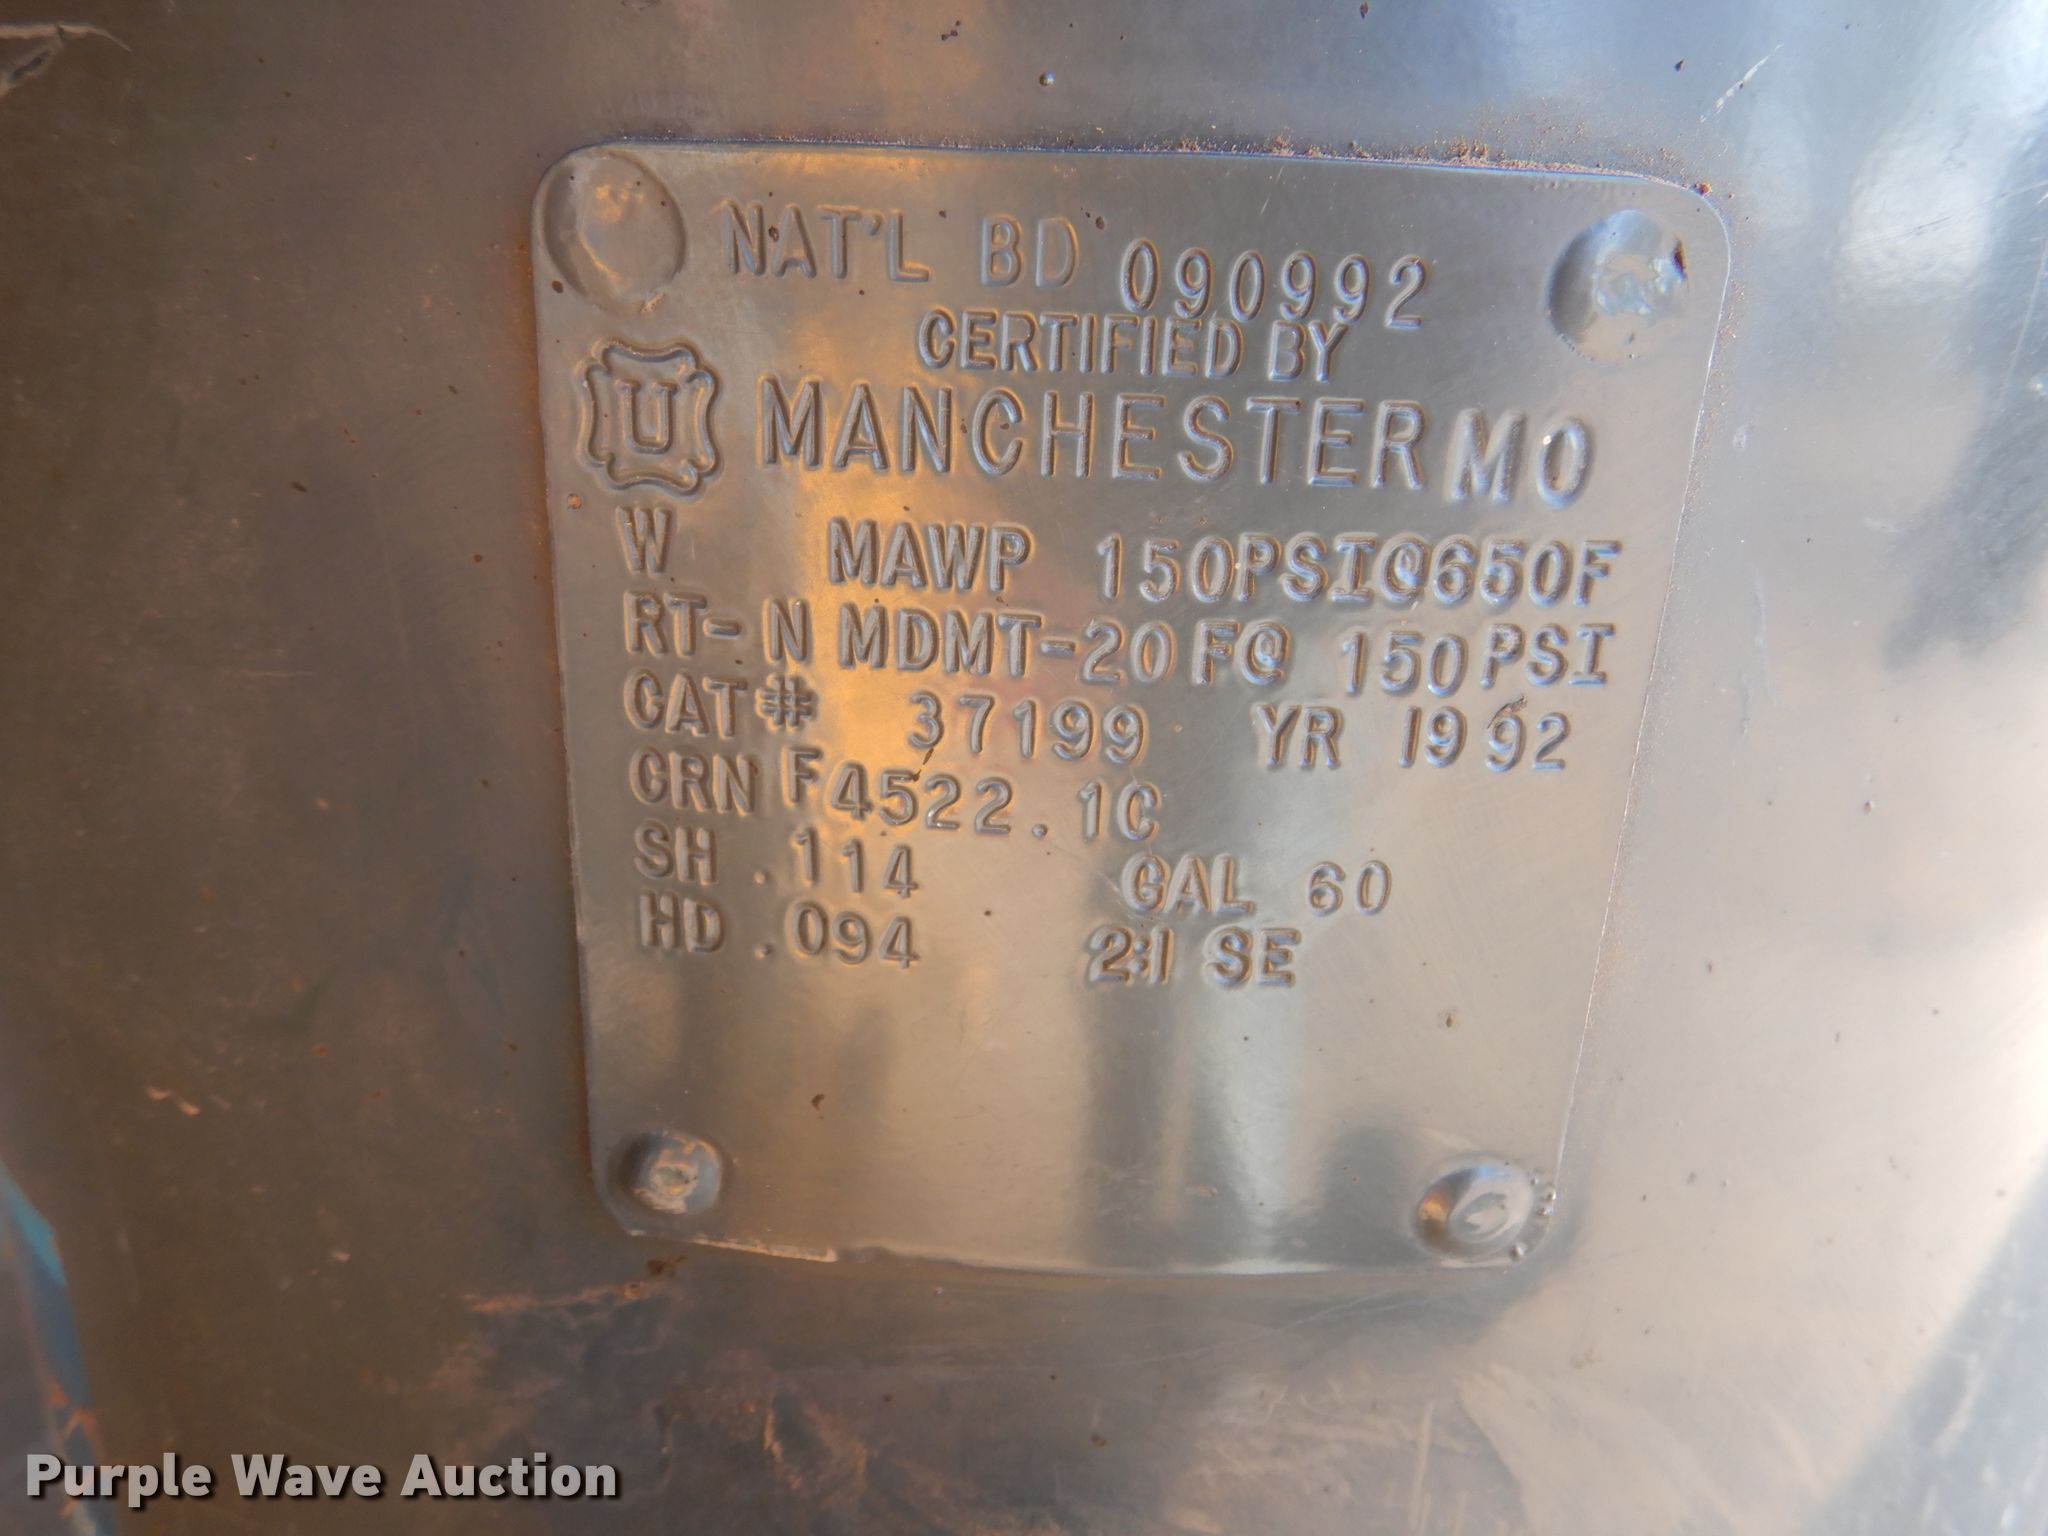 NAT'L BD 090992
CERTIFIED BY
U MANCHESTER MO
W MAWP 150PSI@650F
RT-N MDMT-20F@ 150PSI
CAT# 37199 YR 1992
CRN F4522.1C
SH .114 GAL 60
HD .094 2:1 SE
Purple Wave Auction